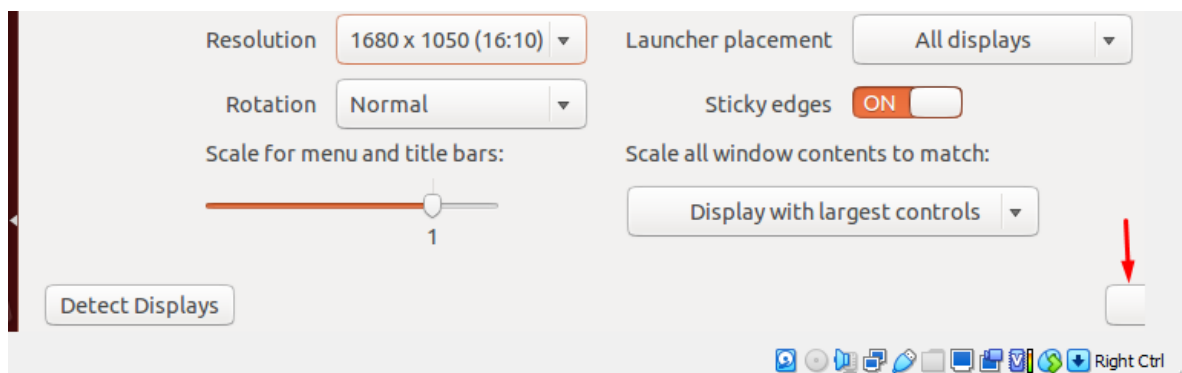 Resolution 1680 x 1050 (16:10) Launcher placement All displays
Rotation Normal Sticky edges ON
Scale for menu and title bars: Scale all window contents to match:
Display with largest controls
1
Detect Displays
Right Ctrl